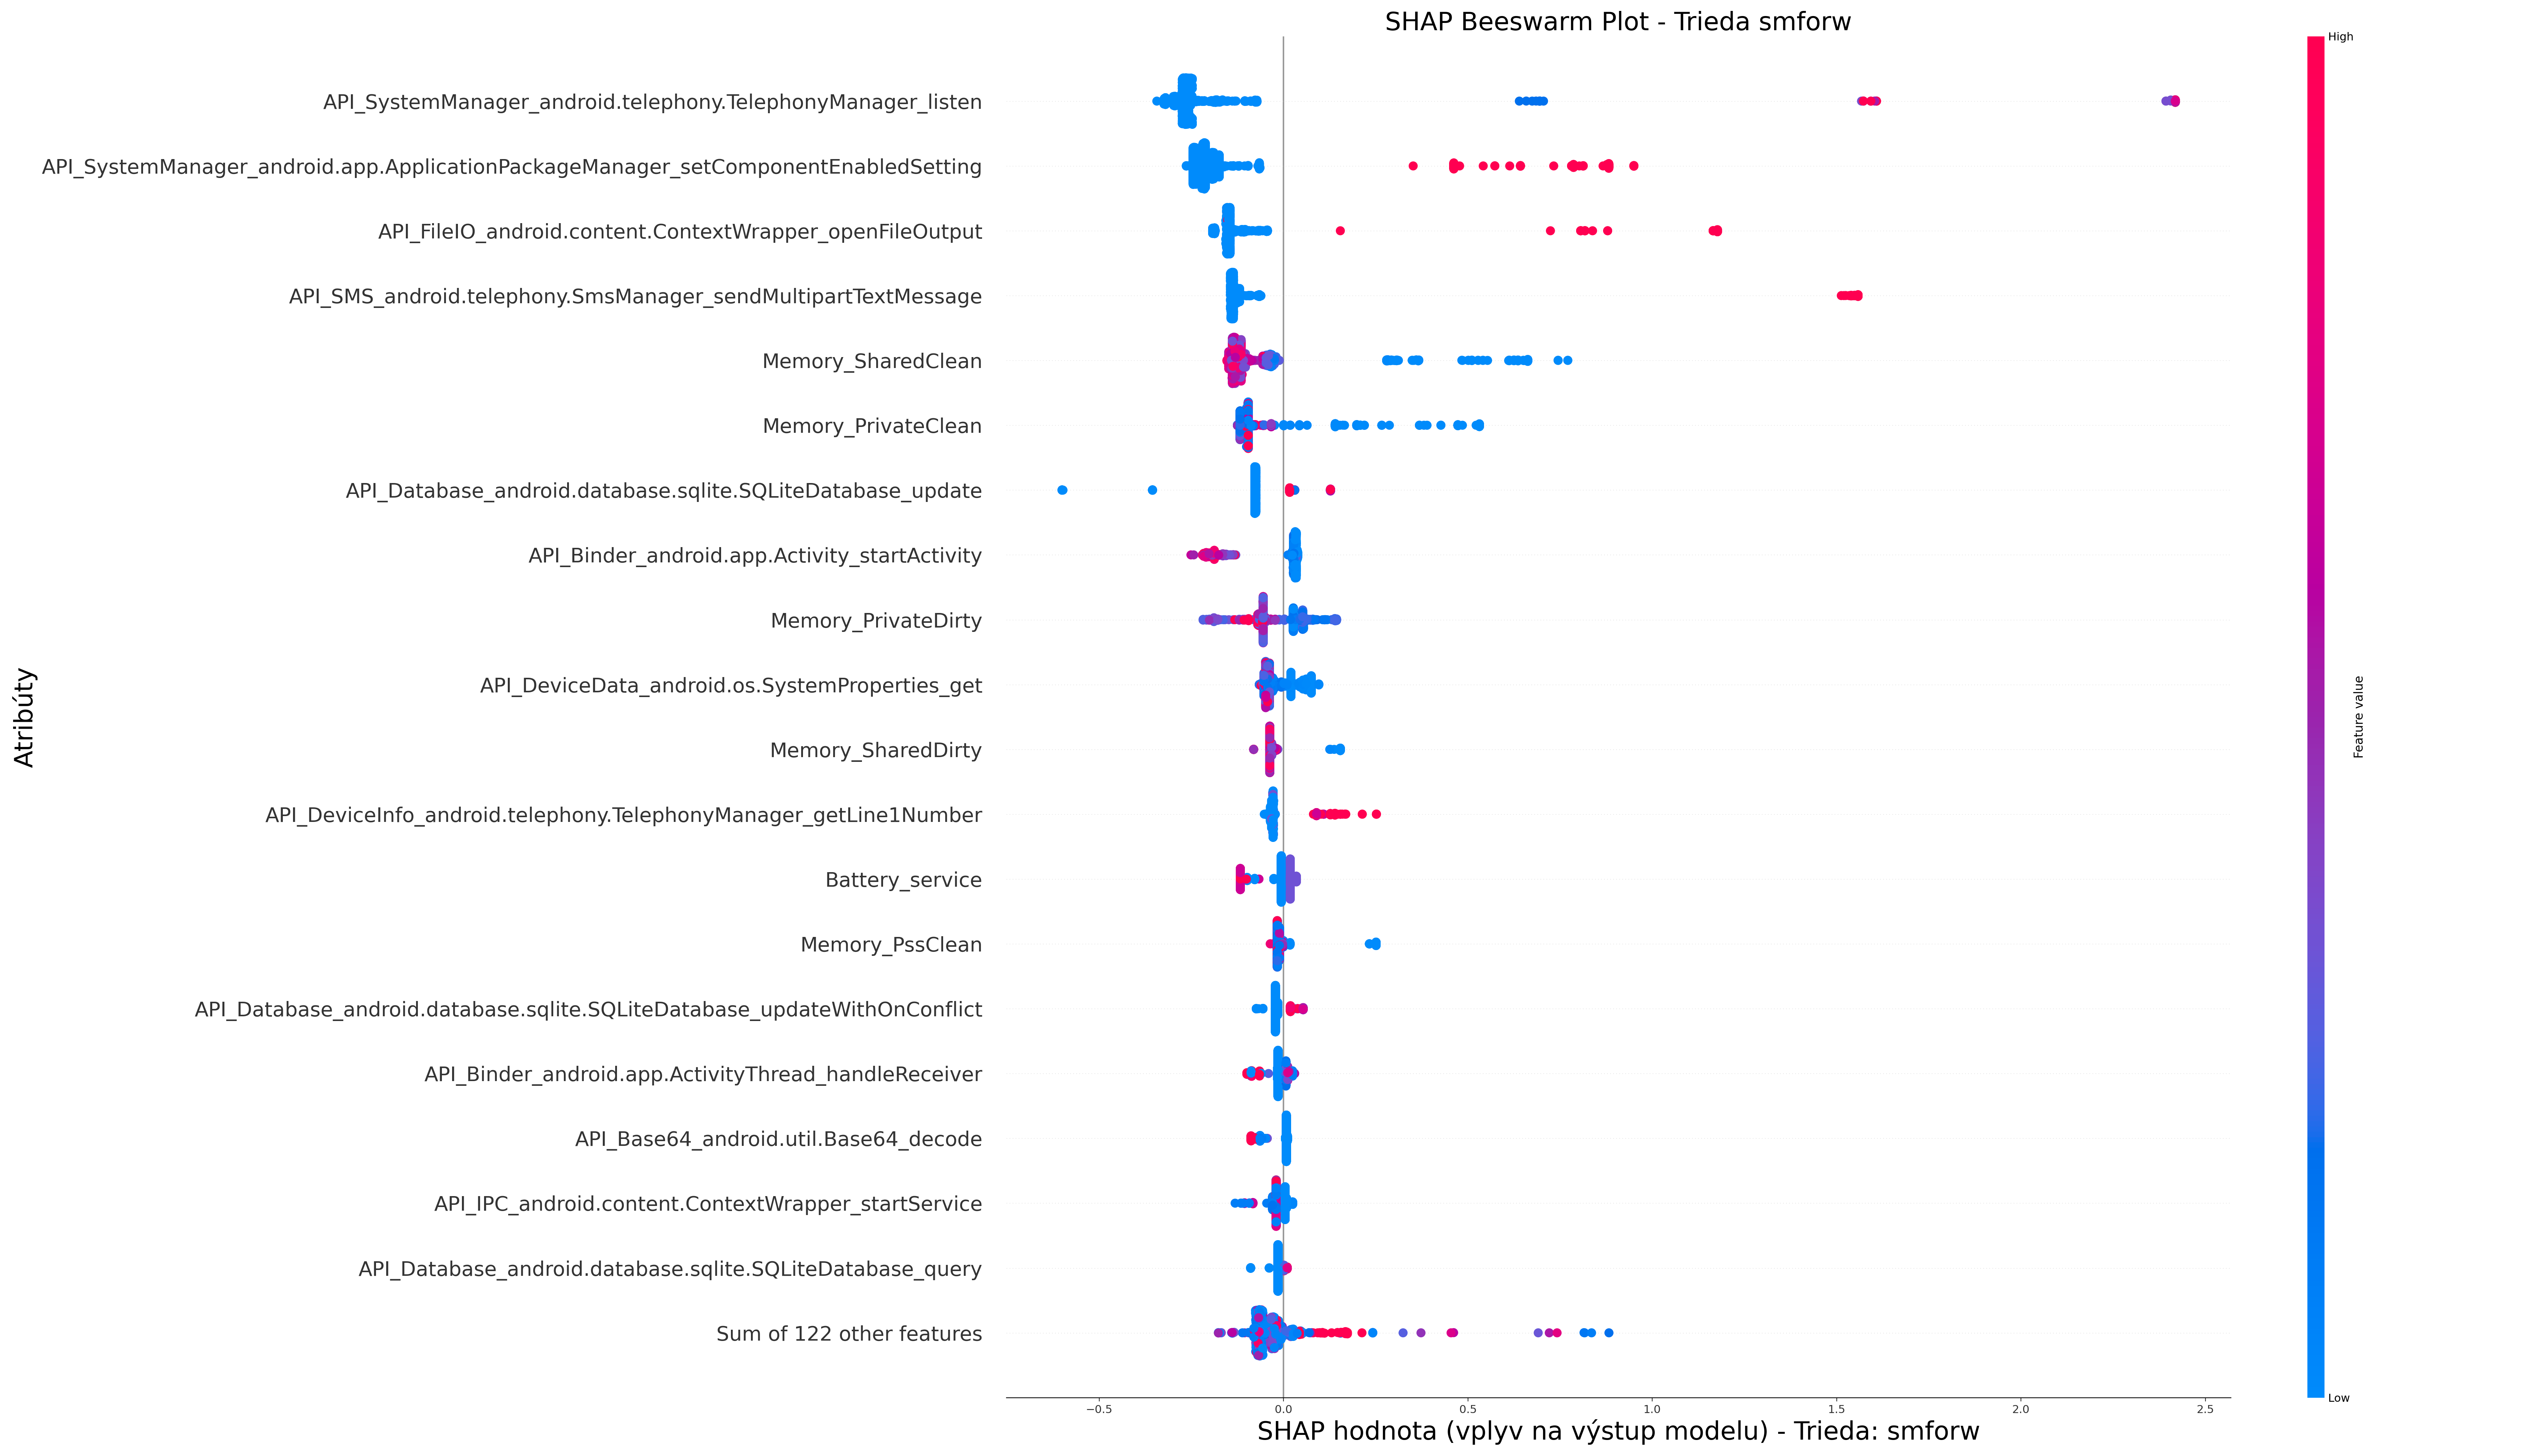 SHAP Beeswarm Plot - Trieda smforw
High
API_SystemManager_android.telephony.TelephonyManager_listen
API_SystemManager_android.app.ApplicationPackageManager_setComponentEnabledSetting
API_FileIO_android.content.ContextWrapper_openFileOutput
API_SMS_android.telephony.SmsManager_sendMultipartTextMessage
Memory_SharedClean
Memory_PrivateClean
API_Database_android.database.sqlite.SQLiteDatabase_update
API_Binder_android.app.Activity_startActivity
Memory_PrivateDirty
API_DeviceData_android.os.SystemProperties_get
Memory_SharedDirty
API_DeviceInfo_android.telephony.TelephonyManager_getLine1Number
Battery_service
Memory_PssClean
API_Database_android.database.sqlite.SQLiteDatabase_updateWithOnConflict
API_Binder_android.app.ActivityThread_handleReceiver
API_Base64_android.util.Base64_decode
API_IPC_android.content.ContextWrapper_startService
API_Database_android.database.sqlite.SQLiteDatabase_query
Sum of 122 other features
Atribúty
Feature value
Low
−0.5 0.0 0.5 1.0 1.5 2.0 2.5
SHAP hodnota (vplyv na výstup modelu) - Trieda: smforw